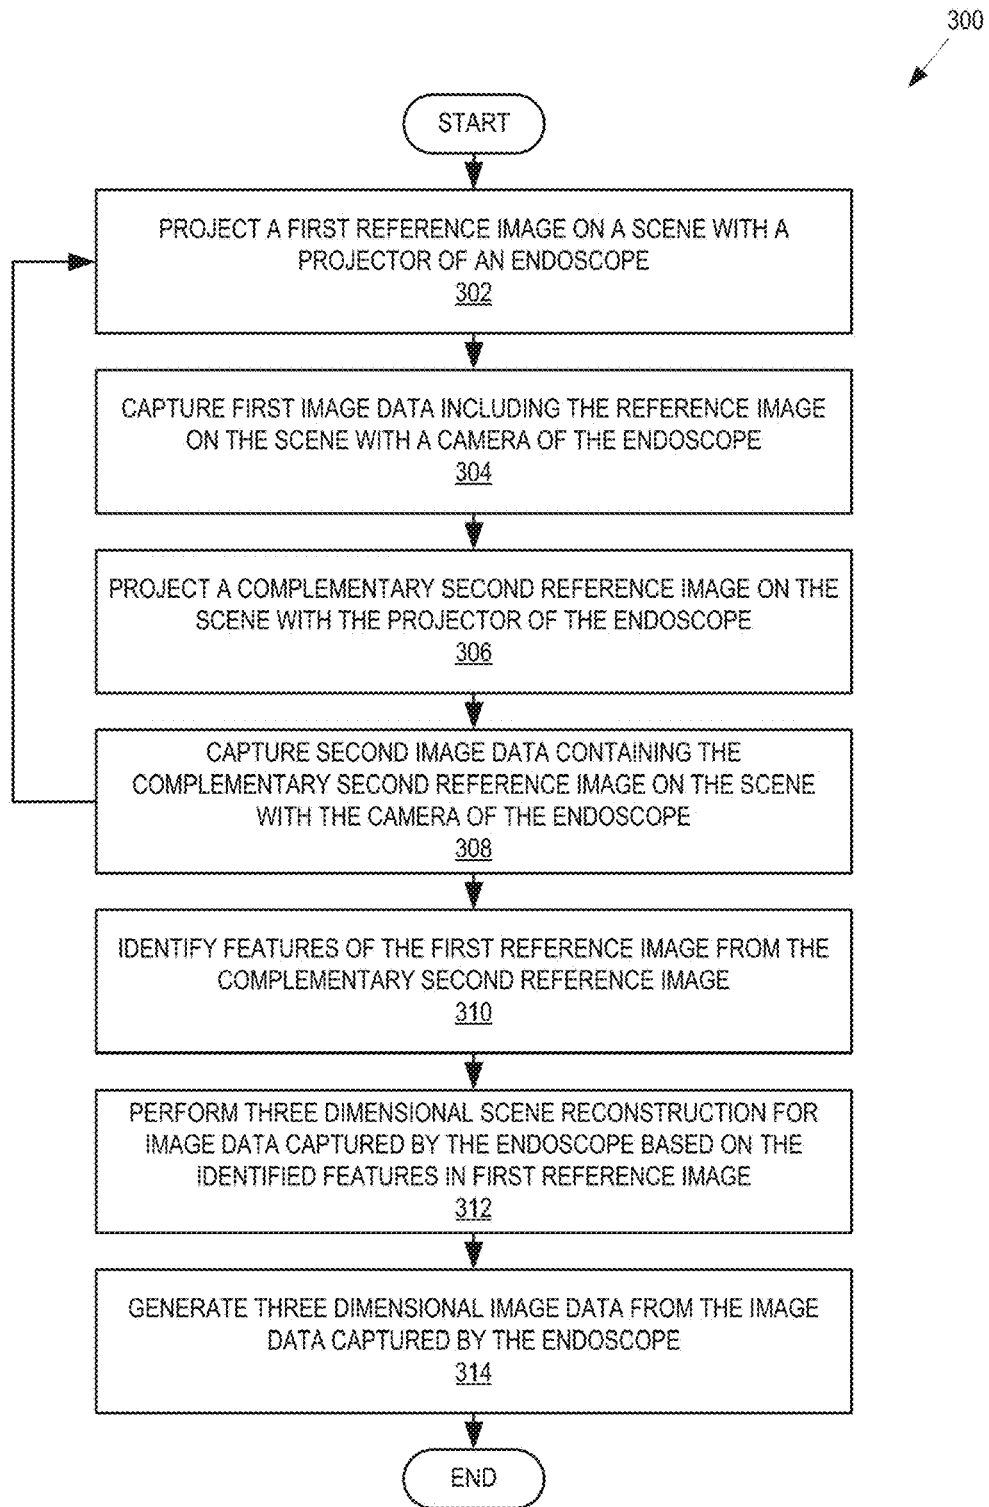 300
START
PROJECT A FIRST REFERENCE IMAGE ON A SCENE WITH A
PROJECTOR OF AN ENDOSCOPE
302
CAPTURE FIRST IMAGE DATA INCLUDING THE REFERENCE IMAGE
ON THE SCENE WITH A CAMERA OF THE ENDOSCOPE
304
PROJECT A COMPLEMENTARY SECOND REFERENCE IMAGE ON THE
SCENE WITH THE PROJECTOR OF THE ENDOSCOPE
306
CAPTURE SECOND IMAGE DATA CONTAINING THE
COMPLEMENTARY SECOND REFERENCE IMAGE ON THE SCENE
WITH THE CAMERA OF THE ENDOSCOPE
308
IDENTIFY FEATURES OF THE FIRST REFERENCE IMAGE FROM THE
COMPLEMENTARY SECOND REFERENCE IMAGE
310
PERFORM THREE DIMENSIONAL SCENE RECONSTRUCTION FOR
IMAGE DATA CAPTURED BY THE ENDOSCOPE BASED ON THE
IDENTIFIED FEATURES IN FIRST REFERENCE IMAGE
312
GENERATE THREE DIMENSIONAL IMAGE DATA FROM THE IMAGE
DATA CAPTURED BY THE ENDOSCOPE
314
END